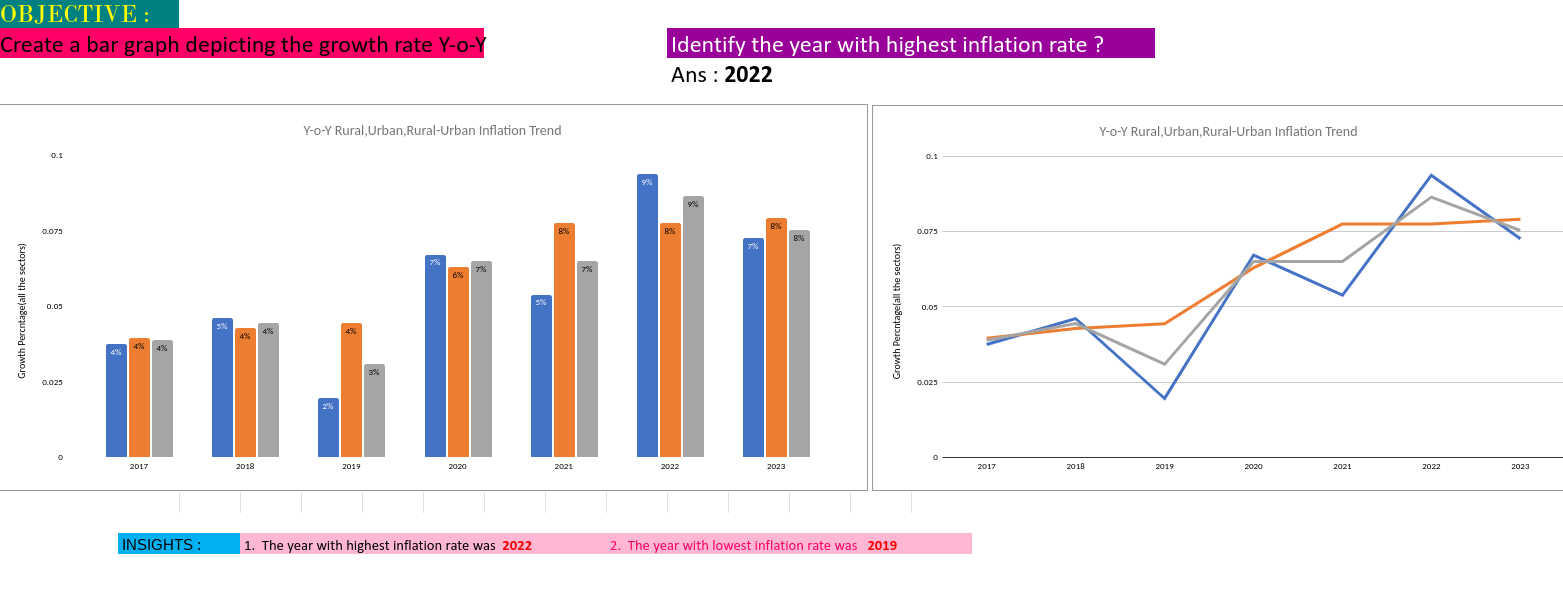 OBJECTIVE :
Create a bar graph depicting the growth rate Y-o-Y
Identify the year with highest inflation rate ?
Ans : 2022
Y-o-Y Rural,Urban,Rural-Urban Inflation Trend
Growth Percntage(all the sectors)
0.1
0.075
0.05
0.025
0
4% 4% 4%
5% 4% 4%
2% 4% 3%
7% 6% 7%
5% 8% 7%
9% 8% 9%
7% 8% 8%
2017 2018 2019 2020 2021 2022 2023
Y-o-Y Rural,Urban,Rural-Urban Inflation Trend
Growth Percntage(all the sectors)
0.1
0.075
0.05
0.025
0
2017 2018 2019 2020 2021 2022 2023
INSIGHTS : 1. The year with highest inflation rate was 2022 2. The year with lowest inflation rate was 2019